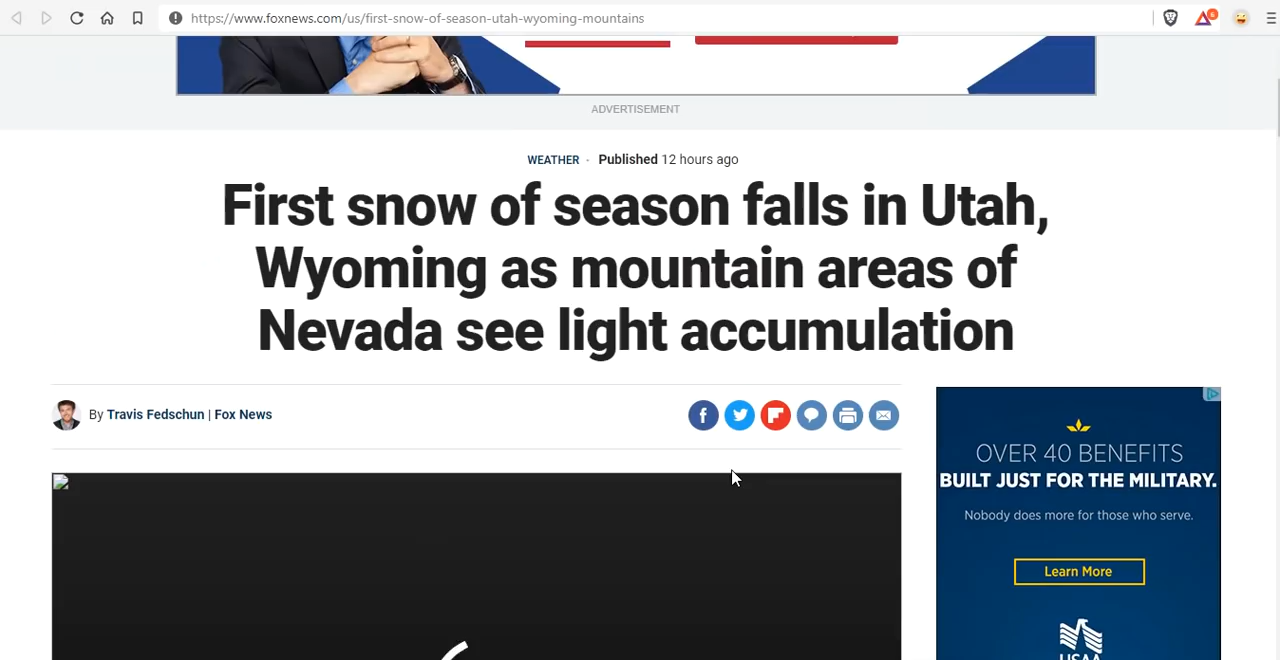 https://www.foxnews.com/us/first-snow-of-season-utah-wyoming-mountains
6
ADVERTISEMENT
WEATHER · Published 12 hours ago
First snow of season falls in Utah,
Wyoming as mountain areas of
Nevada see light accumulation
By Travis Fedschun | Fox News
OVER 40 BENEFITS
BUILT JUST FOR THE MILITARY.
Nobody does more for those who serve.
Learn More
USAA